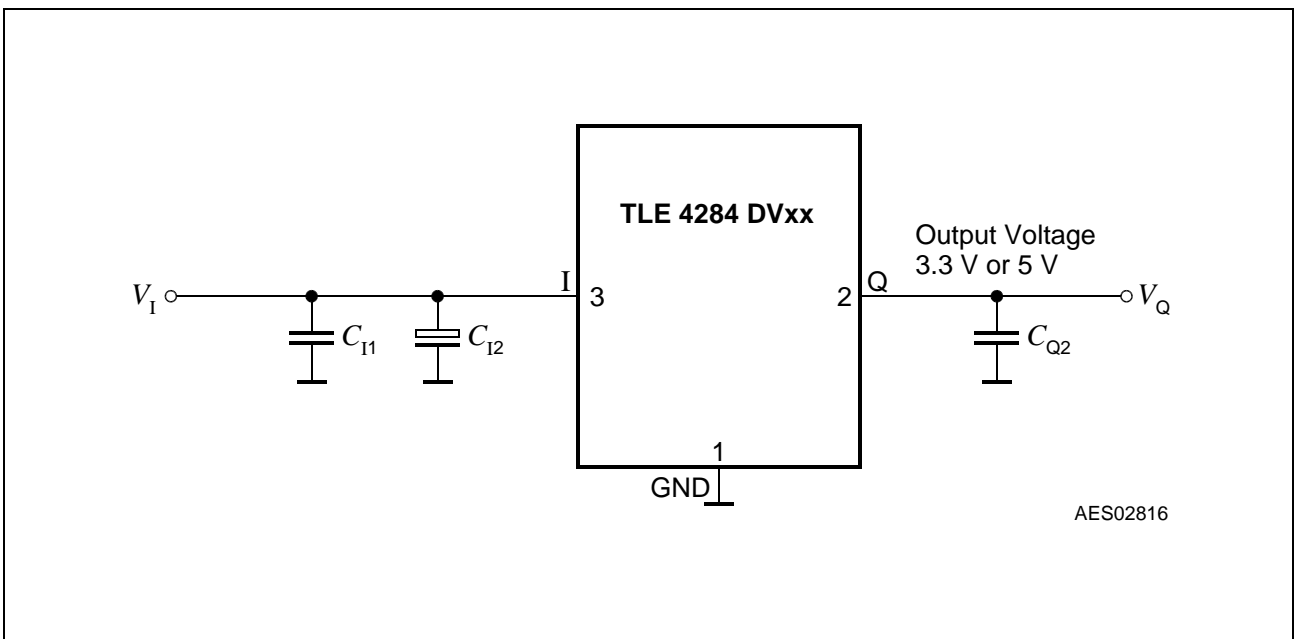 TLE 4284 DVxx
Output Voltage
3.3 V or 5 V
V_I
I
3
2
Q
V_Q
C_I1
C_I2
C_Q2
1
GND
AES02816